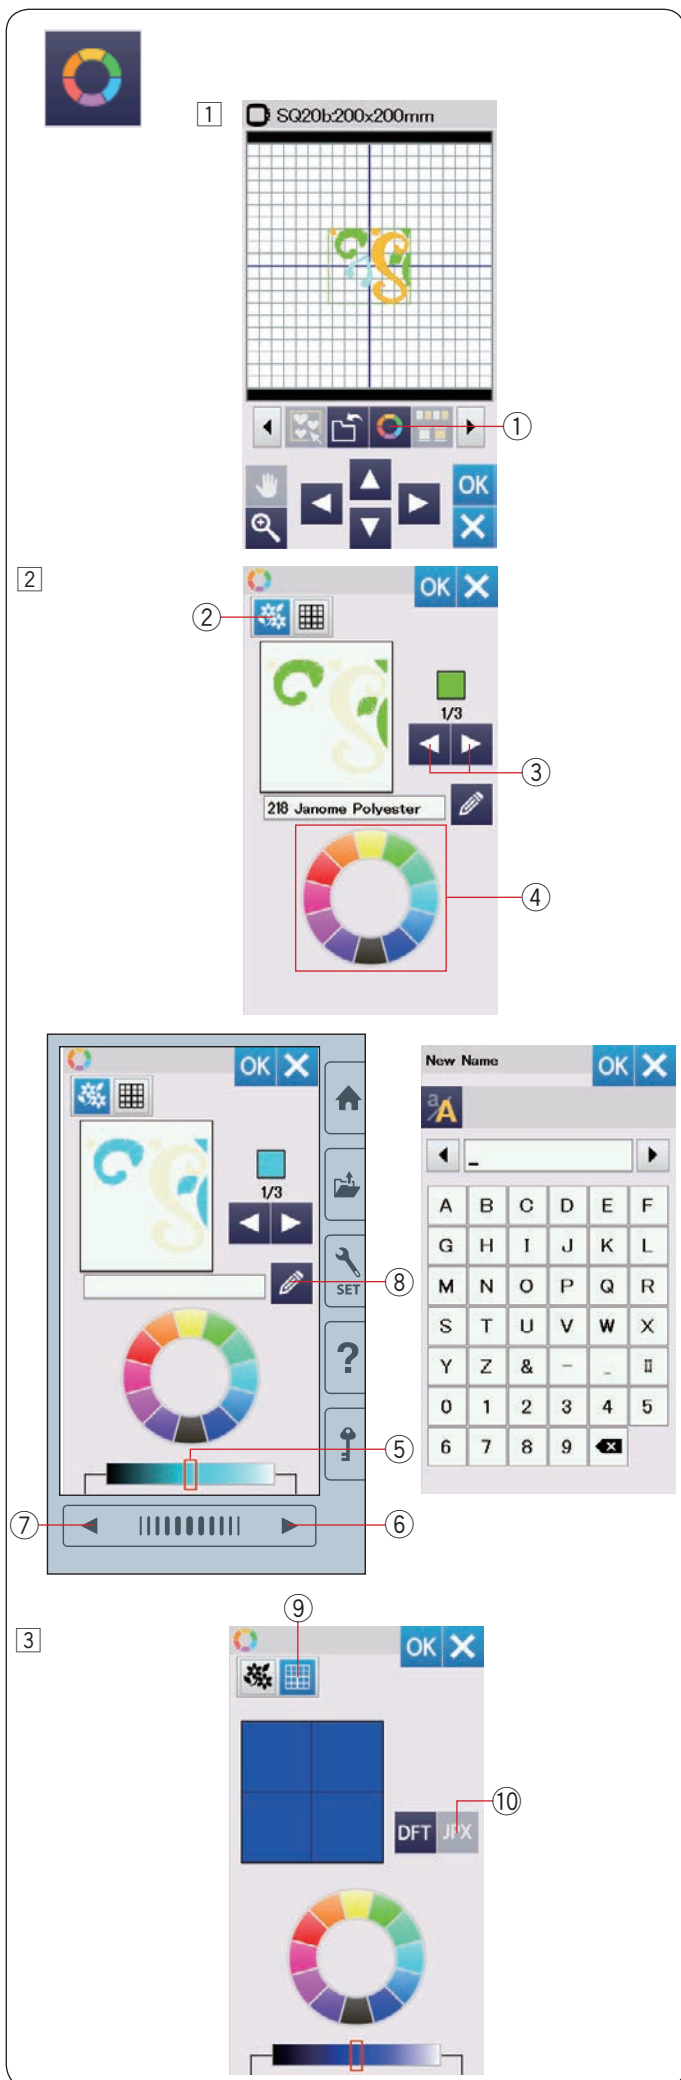 1
SQ20b:200x200mm
①
OK
2
OK
②
1/3
③
218 Janome Polyester
④
OK
1/3
SET
⑧
?
⑤
⑦
⑥
New Name
OK
a/A
_
A B C D E F
G H I J K L
M N O P Q R
S T U V W X
Y Z & - _
0 1 2 3 4 5
6 7 8 9
⑨
3
OK
⑩
DFT JPX